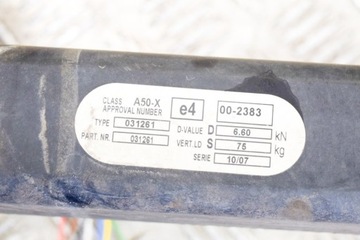 CLASS A50-X e4 00-2383
APPROVAL NUMBER
TYPE 031261 D-VALUE D 6.60 kN
PART NR. 031261 VERT.LD S 75 kg
SERIE 10/07